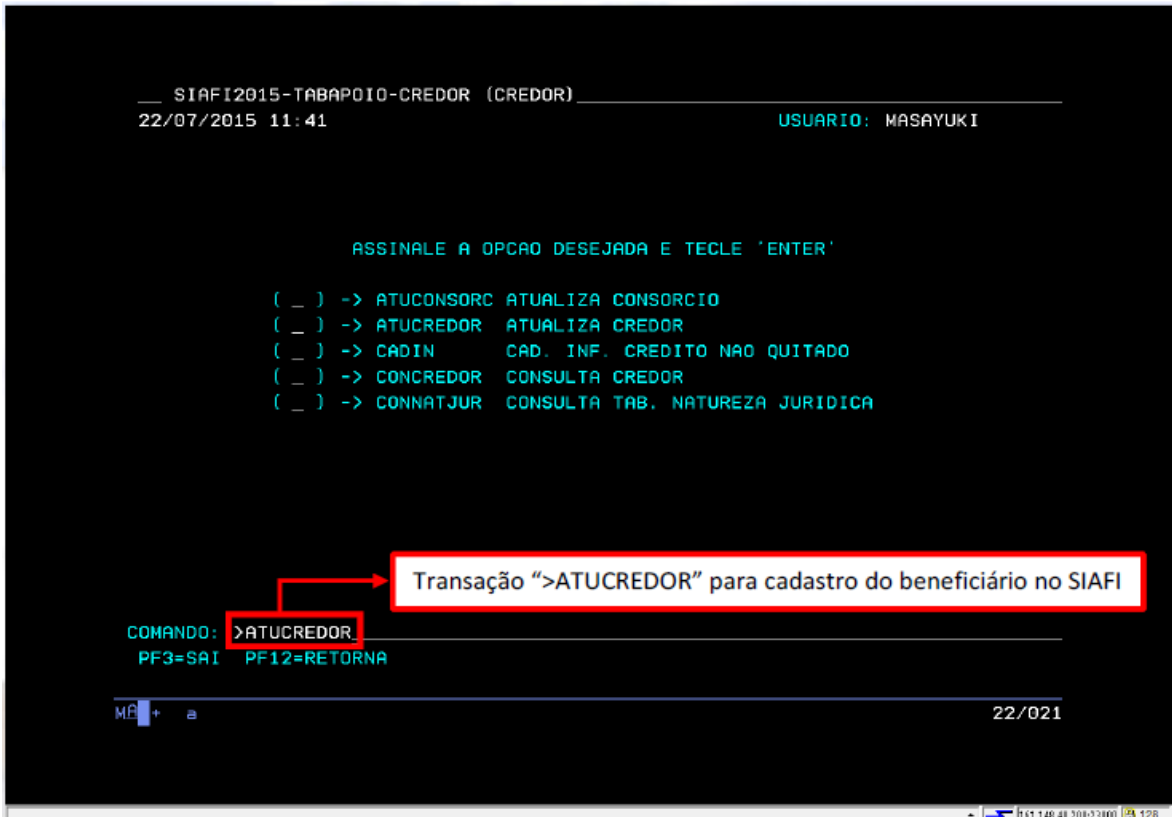 __ SIAFI2015-TABAPOIO-CREDOR (CREDOR)
22/07/2015 11:41 USUARIO: MASAYUKI
ASSINALE A OPCAO DESEJADA E TECLE 'ENTER'
( _ ) -> ATUCONSORC ATUALIZA CONSORCIO
( _ ) -> ATUCREDOR ATUALIZA CREDOR
( _ ) -> CADIN CAD. INF. CREDITO NAO QUITADO
( _ ) -> CONCREDOR CONSULTA CREDOR
( _ ) -> CONNATJUR CONSULTA TAB. NATUREZA JURIDICA
Transação “>ATUCREDOR” para cadastro do beneficiário no SIAFI
COMANDO: >ATUCREDOR
PF3=SAI PF12=RETORNA
MA + a 22/021
128